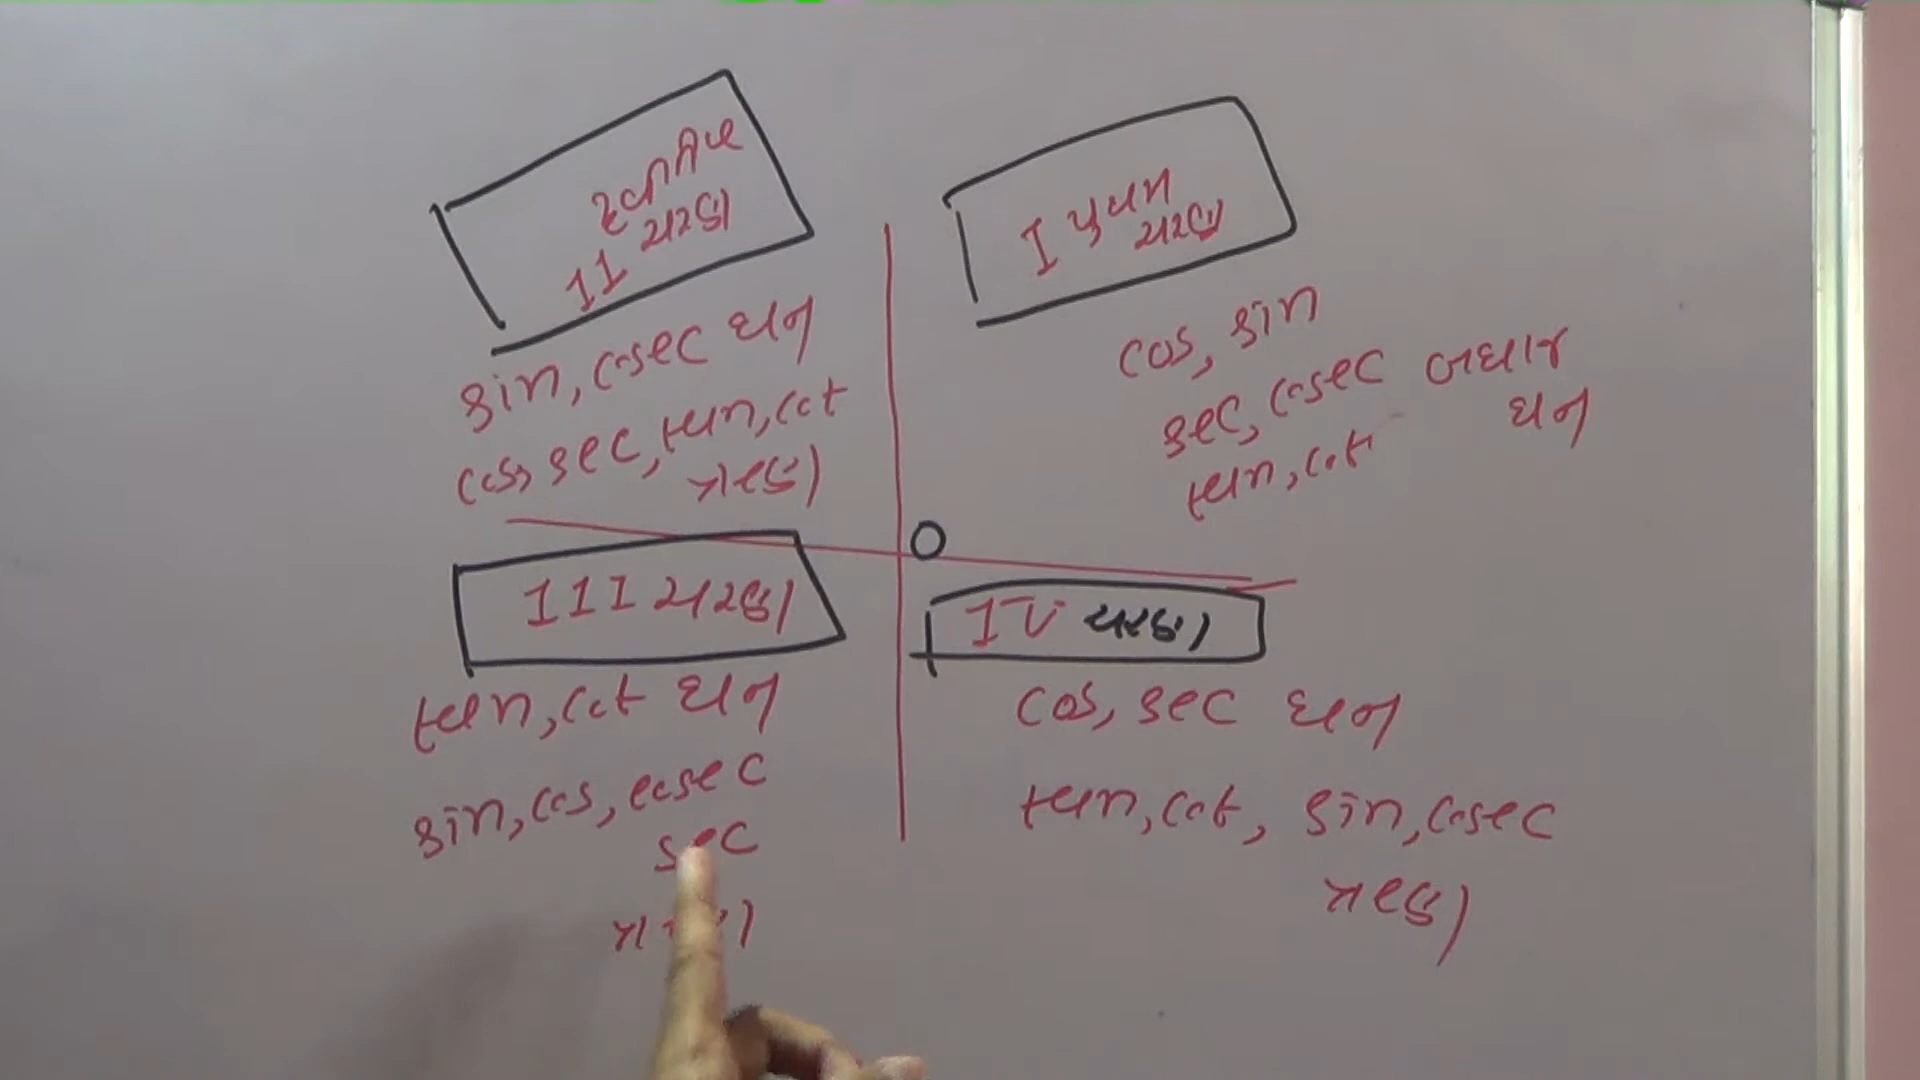 દ્વિતીય
II ચરણ
sin, cosec ધન
cos, sec, tan, cot
ઋણ
I પ્રથમ
ચરણ
cos, sin
sec, cosec બધાજ
tan, cot ધન
O
III ચરણ
tan, cot ધન
sin, cos, cosec
sec
IV ચરણ
cos, sec ધન
tan, cot, sin, cosec
ઋણ